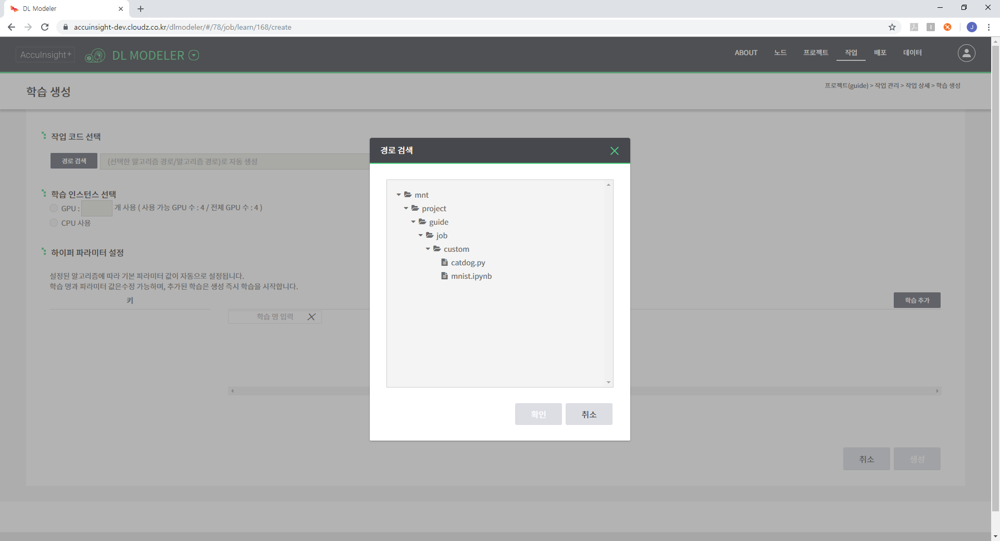 DL Modeler
accuinsight-dev.cloudz.co.kr/dlmodeler/#/78/job/learn/168/create
J
AccuInsight+
DL MODELER
ABOUT 노드 프로젝트 작업 배포 데이터
학습 생성
프로젝트(guide) > 작업 관리 > 작업 상세 > 학습 생성
작업 코드 선택
경로 검색
(선택한 알고리즘 경로/알고리즘 경로)로 자동 생성
학습 인스턴스 선택
GPU : 개 사용 ( 사용 가능 GPU 수 : 4 / 전체 GPU 수 : 4 )
CPU 사용
하이퍼 파라미터 설정
설정된 알고리즘에 따라 기본 파라미터 값이 자동으로 설정됩니다.
학습 명과 파라미터 값은수정 가능하며, 추가된 학습은 생성 즉시 학습을 시작합니다.
키
학습 추가
학습 명 입력
경로 검색
mnt
project
guide
job
custom
catdog.py
mnist.ipynb
확인 취소
취소 생성